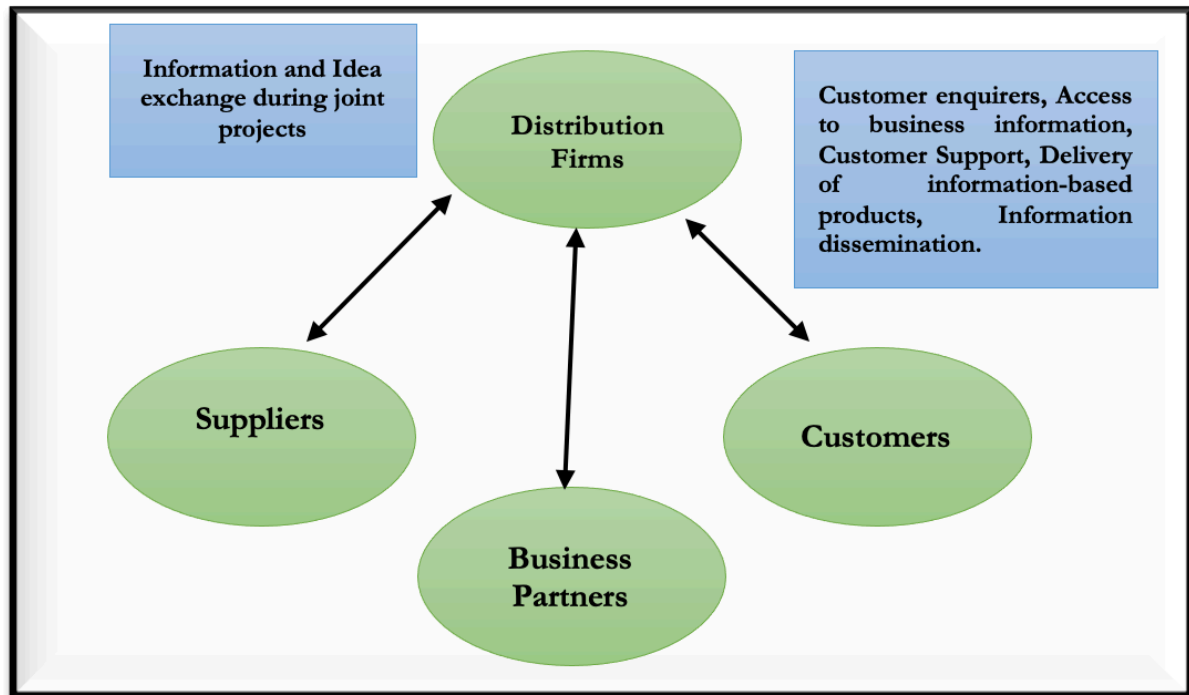 Information and Idea
exchange during joint
projects
Distribution
Firms
Customer enquirers, Access
to business information,
Customer Support, Delivery
of information-based
products, Information
dissemination.
Suppliers
Customers
Business
Partners